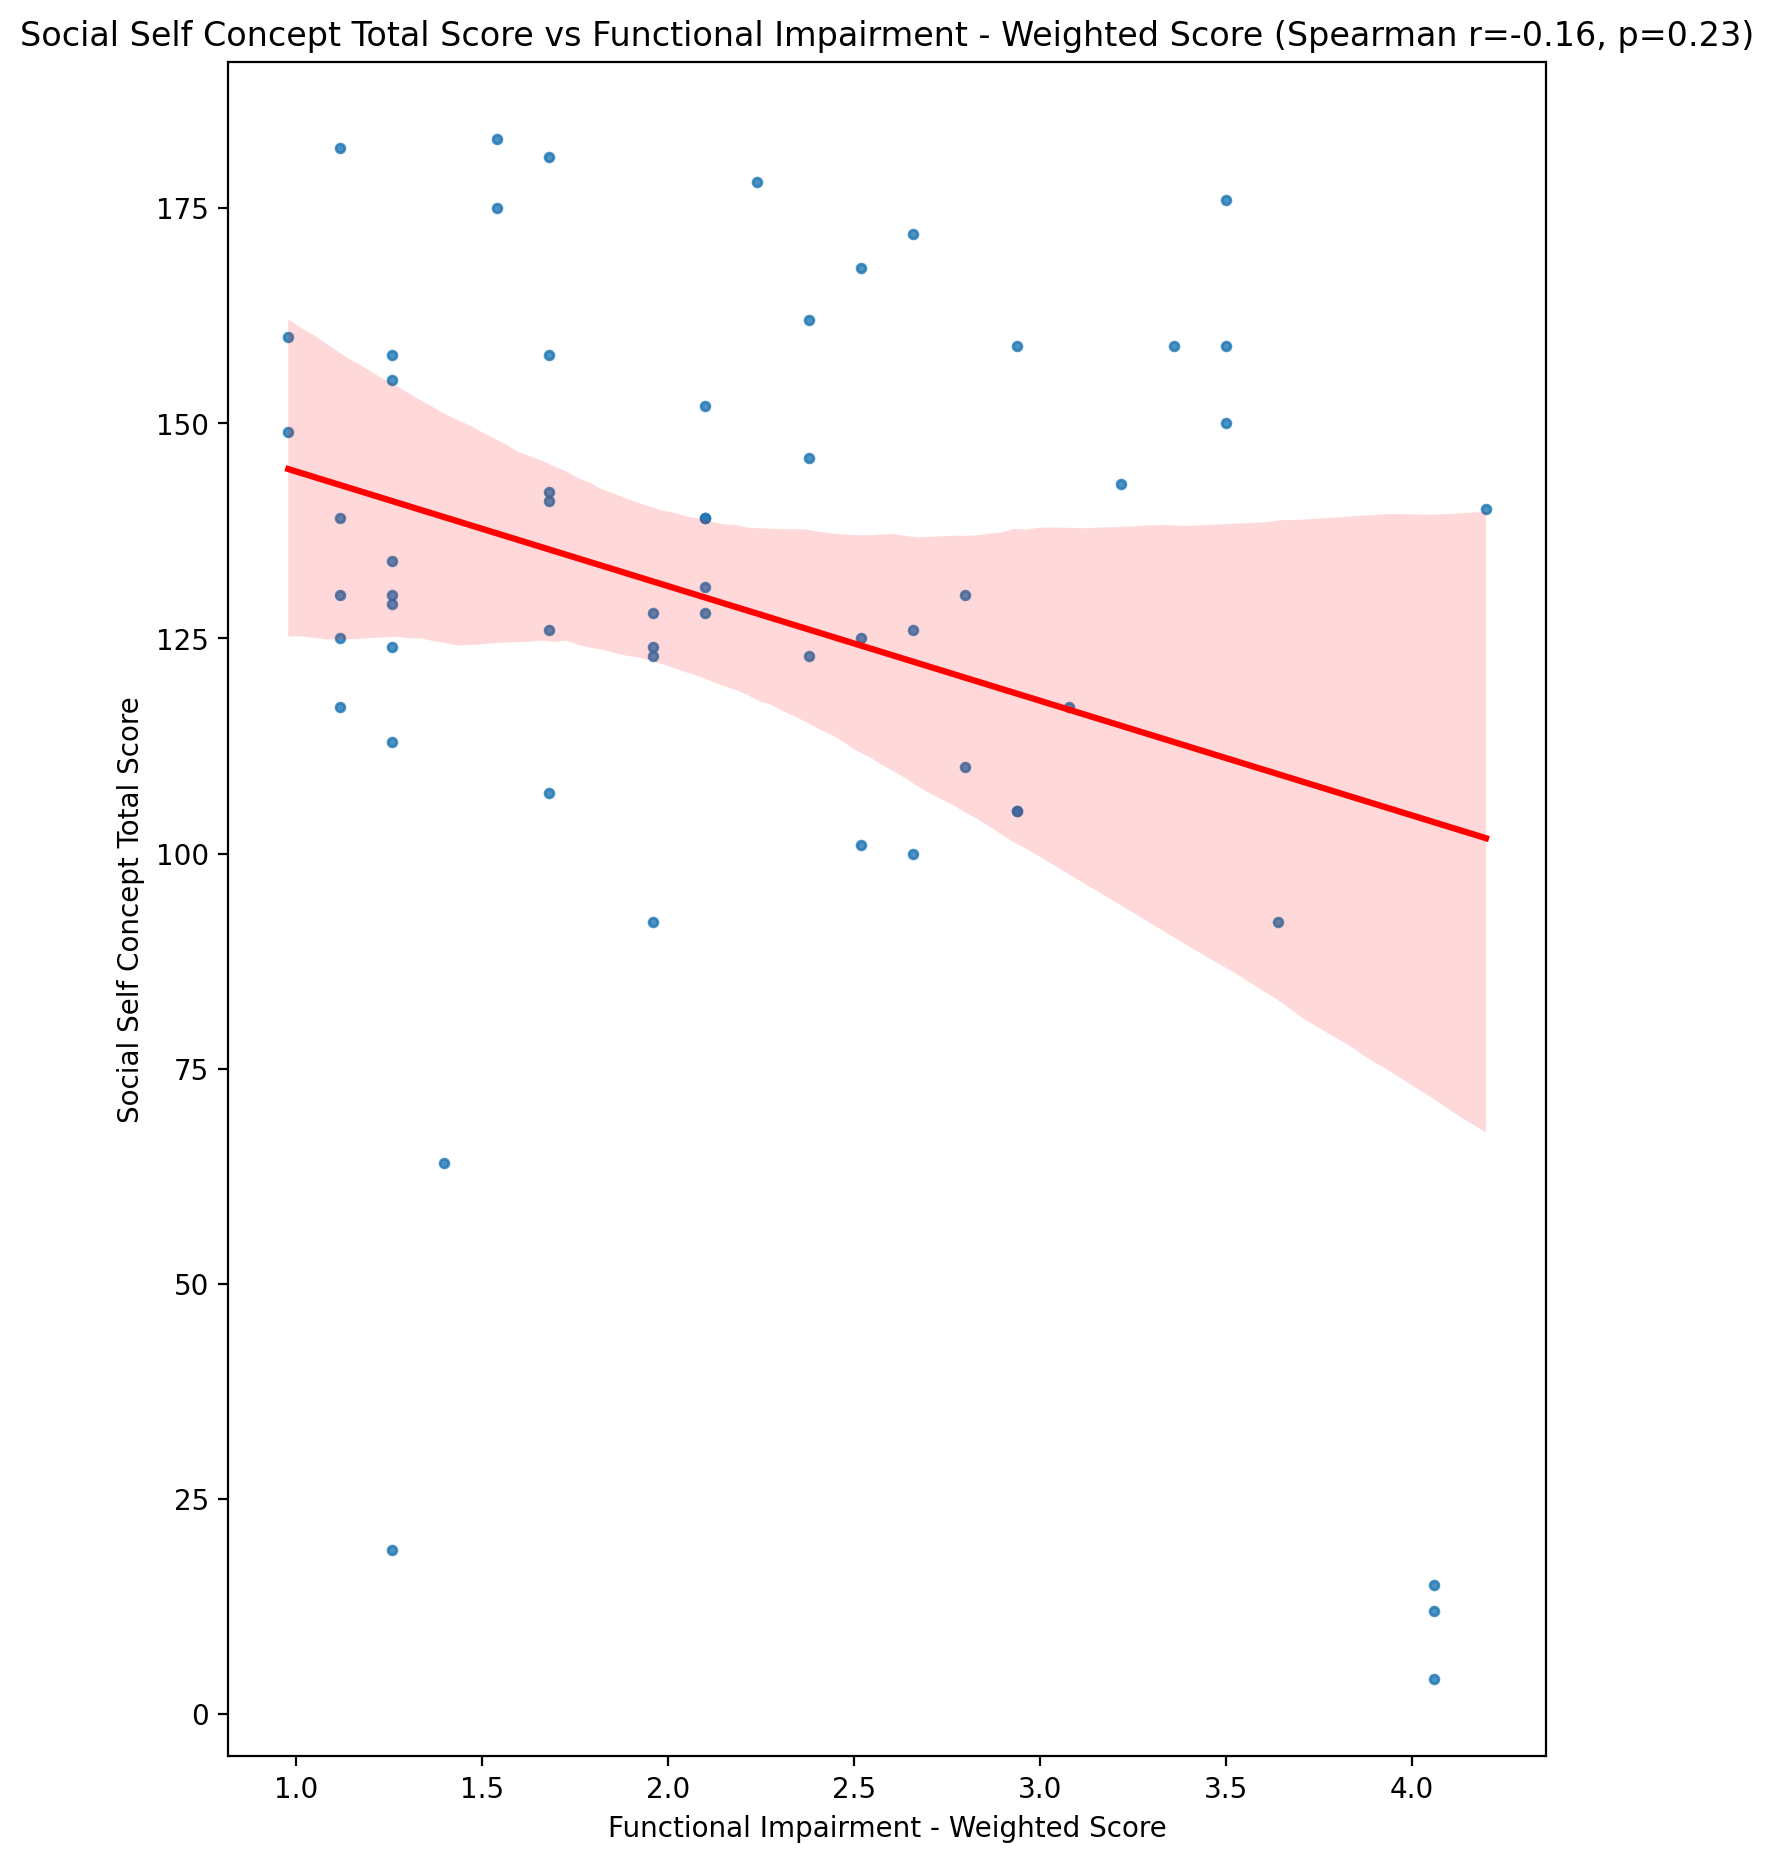 Social Self Concept Total Score vs Functional Impairment - Weighted Score (Spearman r=-0.16, p=0.23)
175
150
125
100
75
50
25
0
Social Self Concept Total Score
1.0 1.5 2.0 2.5 3.0 3.5 4.0
Functional Impairment - Weighted Score